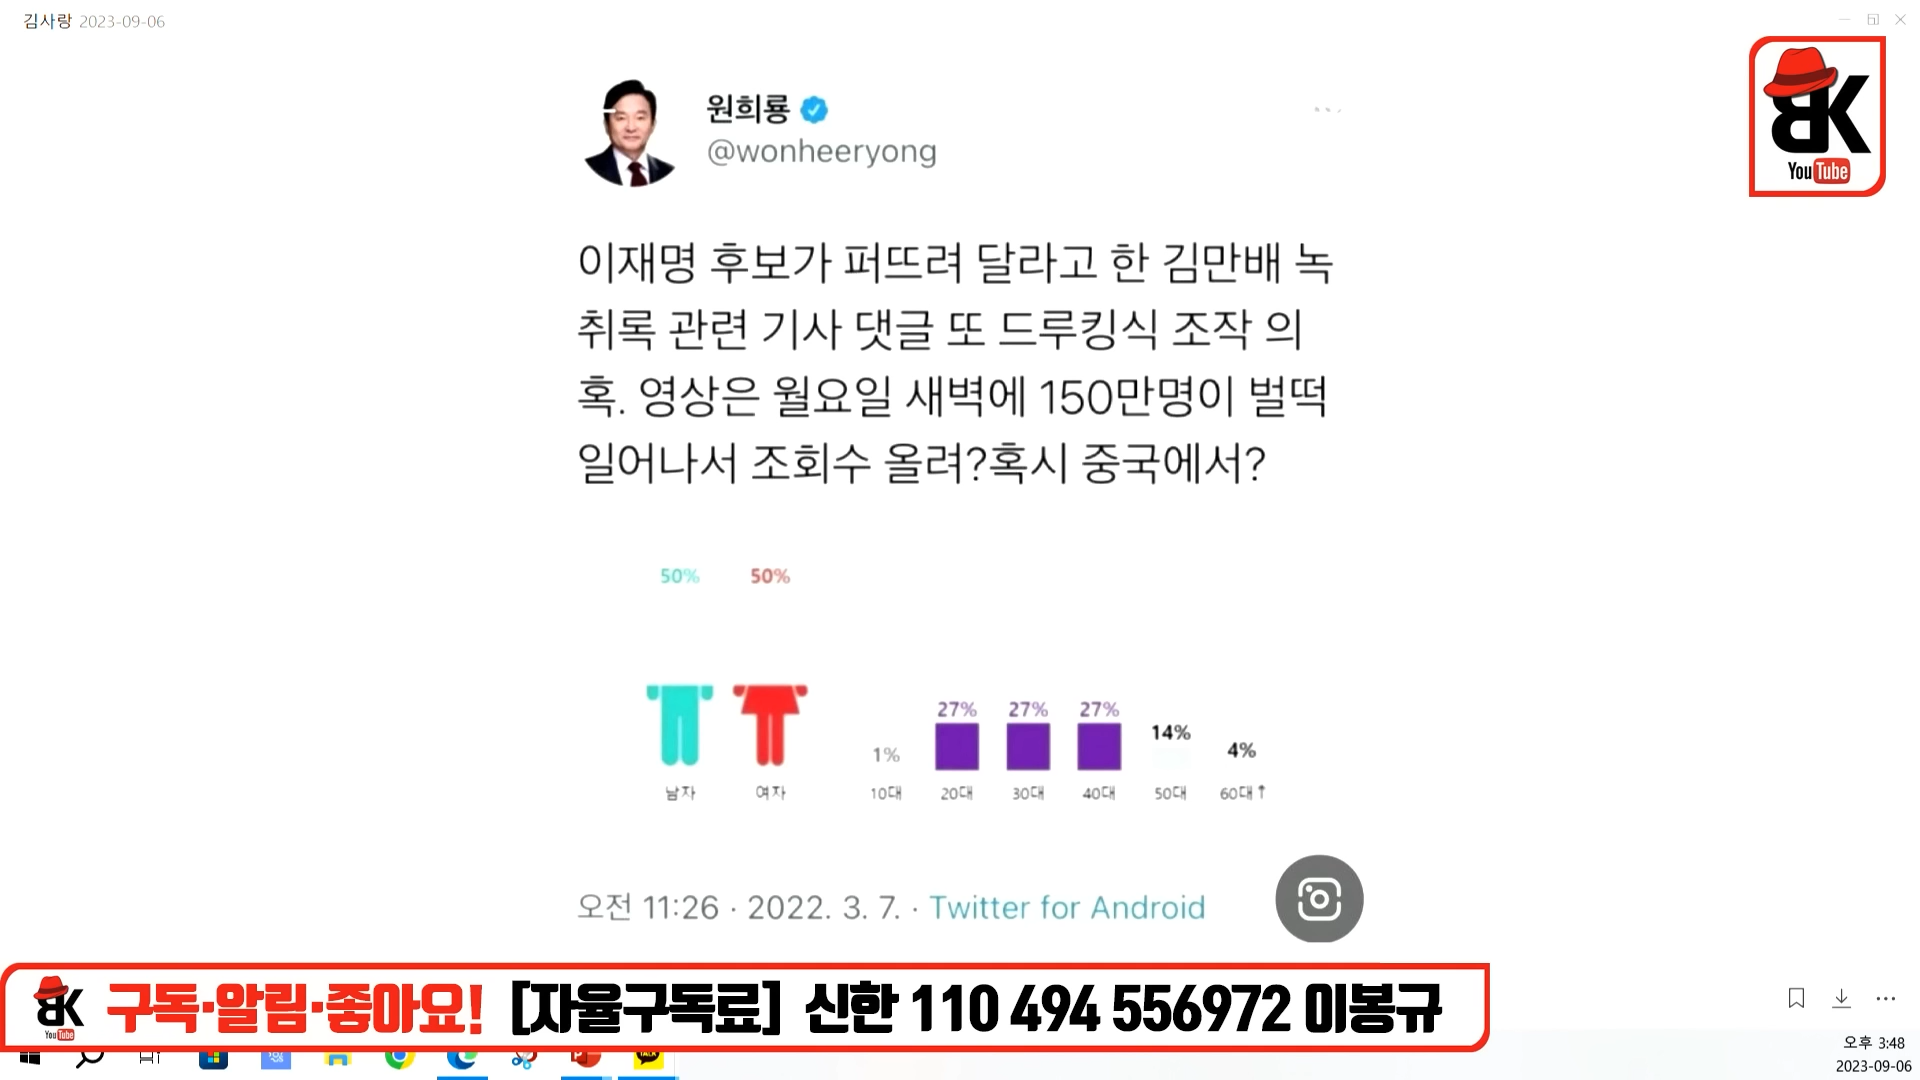 김사랑 2023-09-06
BK
YouTube
원희룡
@wonheeryong
이재명 후보가 퍼뜨려 달라고 한 김만배 녹
취록 관련 기사 댓글 또 드루킹식 조작 의
혹. 영상은 월요일 새벽에 150만명이 벌떡
일어나서 조회수 올려?혹시 중국에서?
50% 50%
27% 27% 27%
14%
1% 4%
남자 여자 10대 20대 30대 40대 50대 60대↑
오전 11:26 · 2022. 3. 7. · Twitter for Android
BK YouTube 구독·알림·좋아요! [자율구독료] 신한 110 494 556972 이봉규
TALK
오후 3:48
2023-09-06